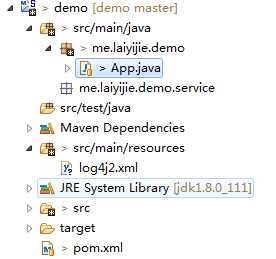 > demo [demo master]
> src/main/java
> me.laiyijie.demo
> App.java
me.laiyijie.demo.service
src/test/java
Maven Dependencies
> src/main/resources
log4j2.xml
JRE System Library [jdk1.8.0_111]
> src
target
> pom.xml